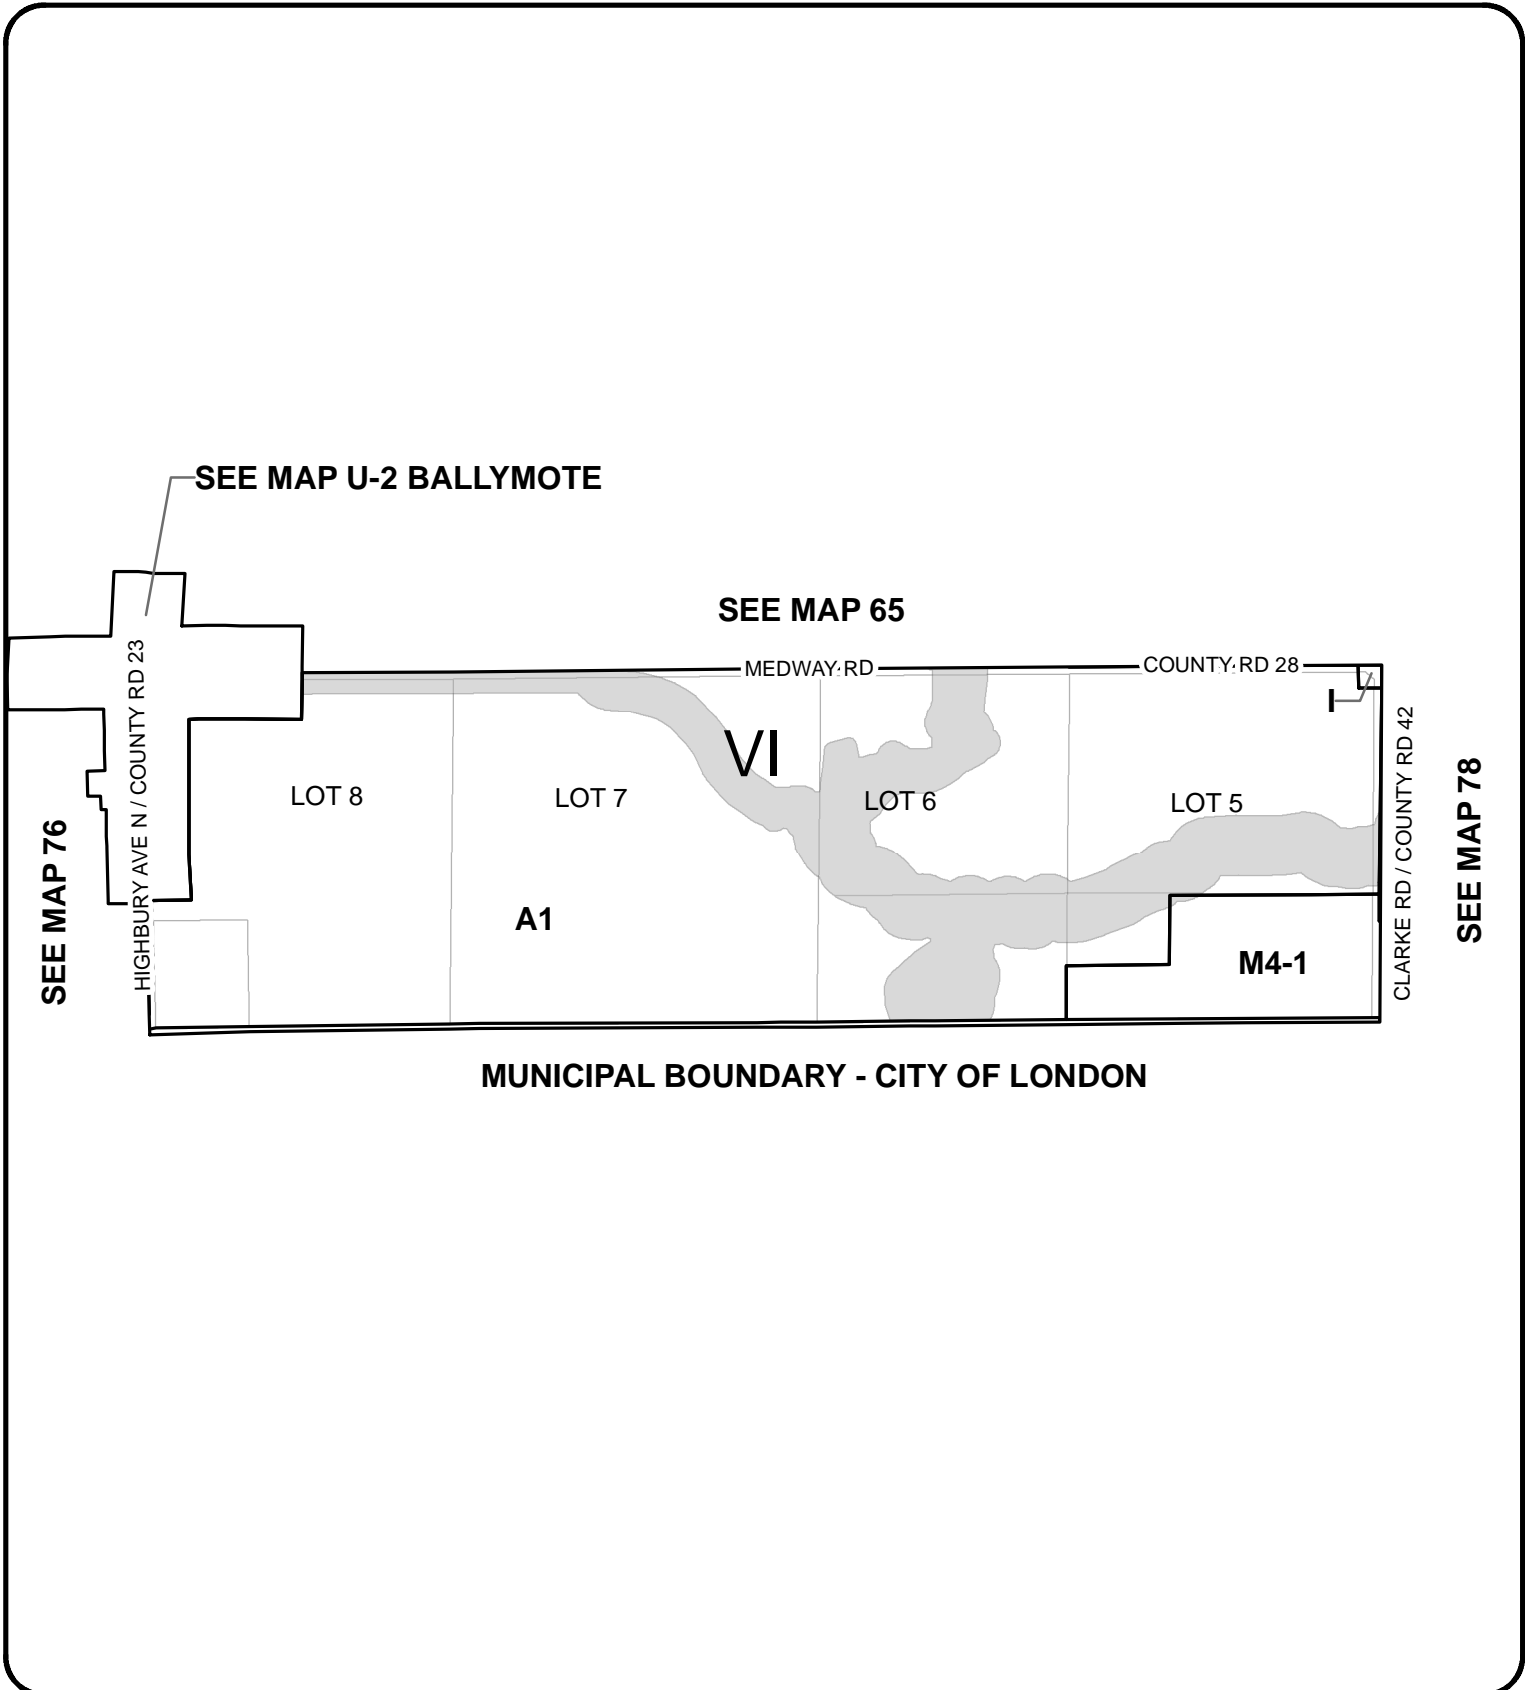 SEE MAP U-2 BALLYMOTE
SEE MAP 65
MEDWAY RD
COUNTY RD 28
I
HIGHBURY AVE N / COUNTY RD 23
CLARKE RD / COUNTY RD 42
SEE MAP 76
SEE MAP 78
VI
LOT 8
LOT 7
LOT 6
LOT 5
A1
M4-1
MUNICIPAL BOUNDARY - CITY OF LONDON